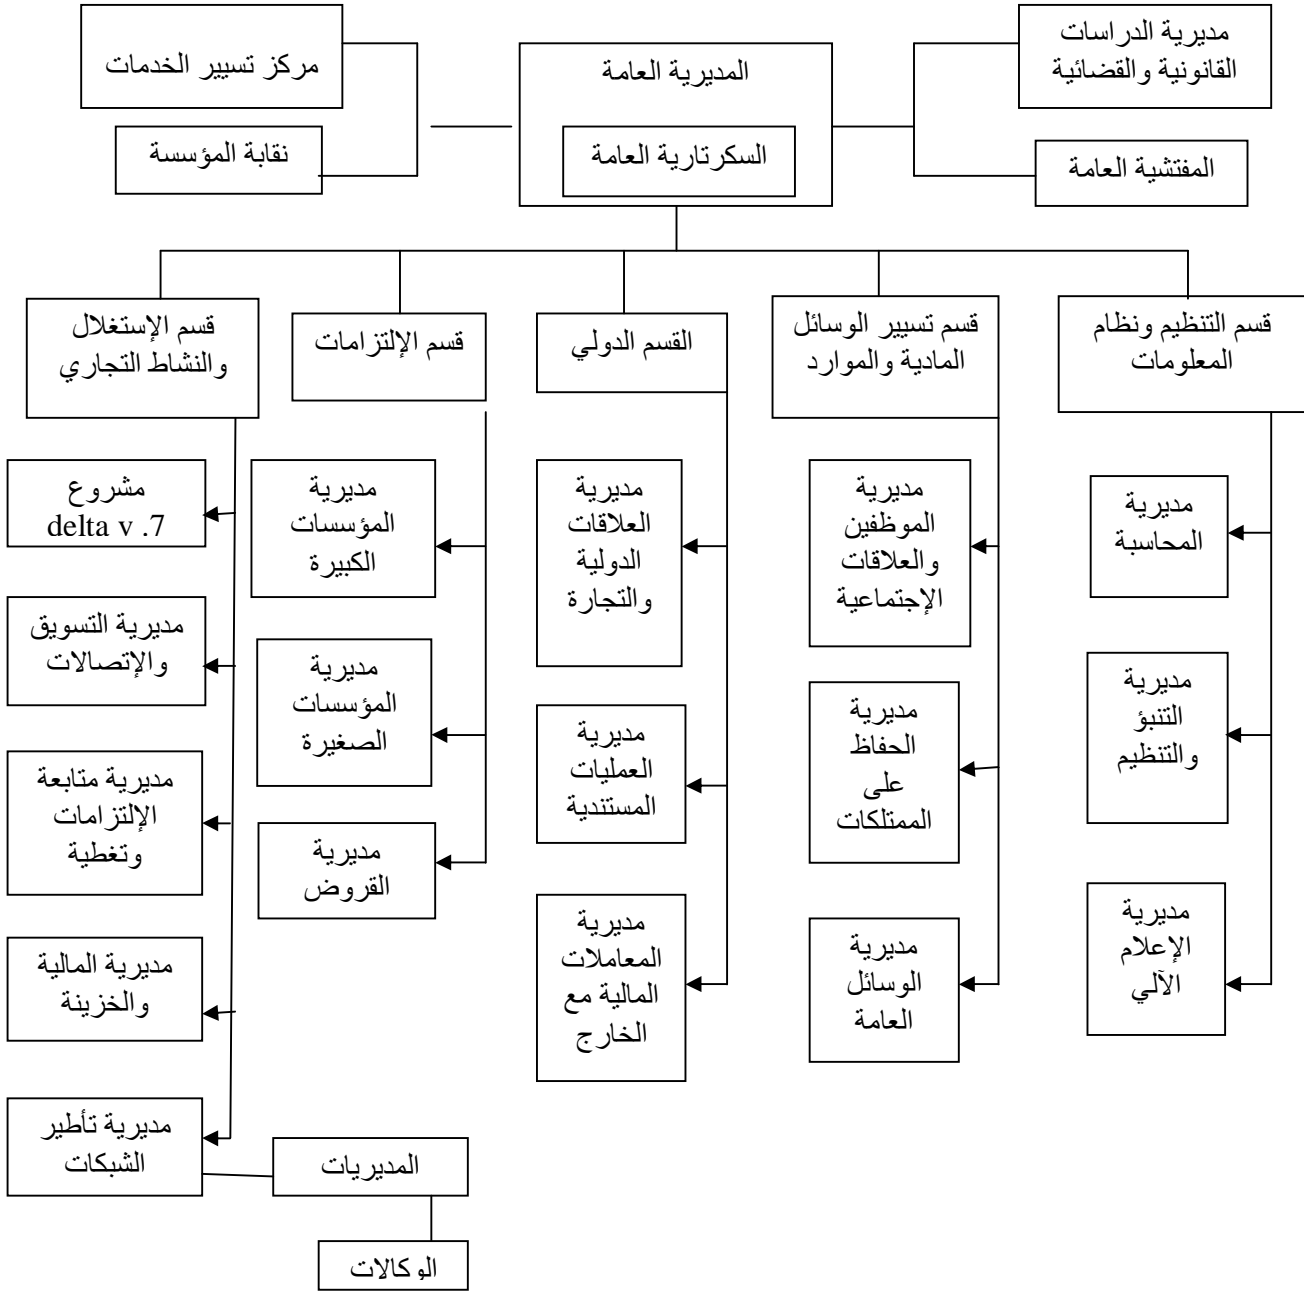 مديرية الدراسات
القانونية والقضائية
المديرية العامة
مركز تسيير الخدمات
المفتشية العامة
السكرتارية العامة
نقابة المؤسسة
قسم التنظيم ونظام
المعلومات
قسم تسيير الوسائل
المادية والموارد
القسم الدولي
قسم الإلتزامات
قسم الإستغلال
والنشاط التجاري
مديرية
المحاسبة
مديرية
التنبؤ
والتنظيم
مديرية
الإعلام
الآلي
مديرية
الموظفين
والعلاقات
الإجتماعية
مديرية
الحفاظ
على
الممتلكات
مديرية
الوسائل
العامة
مديرية
العلاقات
الدولية
والتجارة
مديرية
العمليات
المستندية
مديرية
المعاملات
المالية مع
الخارج
مديرية
المؤسسات
الكبيرة
مديرية
المؤسسات
الصغيرة
مديرية
القروض
مشروع
delta v .7
مديرية التسويق
والإتصالات
مديرية متابعة
الإلتزامات
وتغطية
مديرية المالية
والخزينة
مديرية تأطير
الشبكات
المديريات
الوكالات